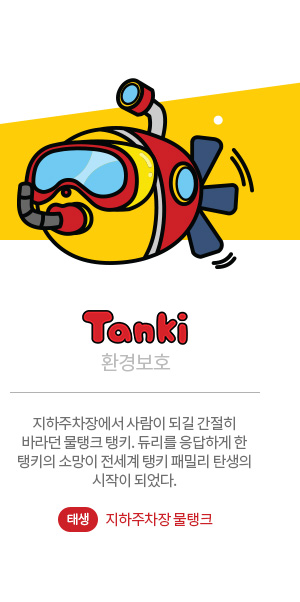 Tanki
환경보호
지하주차장에서 사람이 되길 간절히
바라던 물탱크 탱키. 듀리를 응답하게 한
탱키의 소망이 전세계 탱키 패밀리 탄생의
시작이 되었다.
태생 지하주차장 물탱크